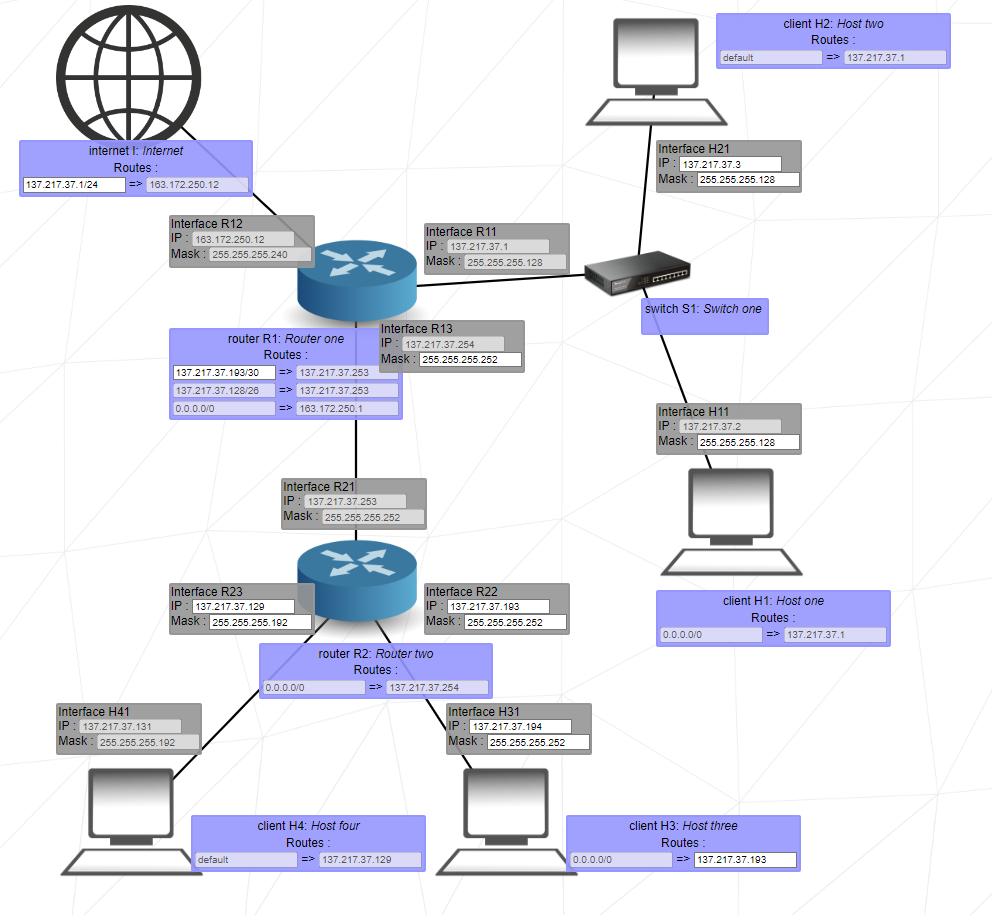 client H2: Host two
Routes :
default => 137.217.37.1
internet I: Internet
Routes :
137.217.37.1/24 => 163.172.250.12
Interface H21
IP : 137.217.37.3
Mask : 255.255.255.128
Interface R12
IP : 163.172.250.12
Mask : 255.255.255.240
Interface R11
IP : 137.217.37.1
Mask : 255.255.255.128
switch S1: Switch one
Interface R13
IP : 137.217.37.254
Mask : 255.255.255.252
router R1: Router one
Routes :
137.217.37.193/30 => 137.217.37.253
137.217.37.128/26 => 137.217.37.253
0.0.0.0/0 => 163.172.250.1
Interface H11
IP : 137.217.37.2
Mask : 255.255.255.128
Interface R21
IP : 137.217.37.253
Mask : 255.255.255.252
Interface R23
IP : 137.217.37.129
Mask : 255.255.255.192
Interface R22
IP : 137.217.37.193
Mask : 255.255.255.252
client H1: Host one
Routes :
0.0.0.0/0 => 137.217.37.1
router R2: Router two
Routes :
0.0.0.0/0 => 137.217.37.254
Interface H41
IP : 137.217.37.131
Mask : 255.255.255.192
Interface H31
IP : 137.217.37.194
Mask : 255.255.255.252
client H4: Host four
Routes :
default => 137.217.37.129
client H3: Host three
Routes :
0.0.0.0/0 => 137.217.37.193